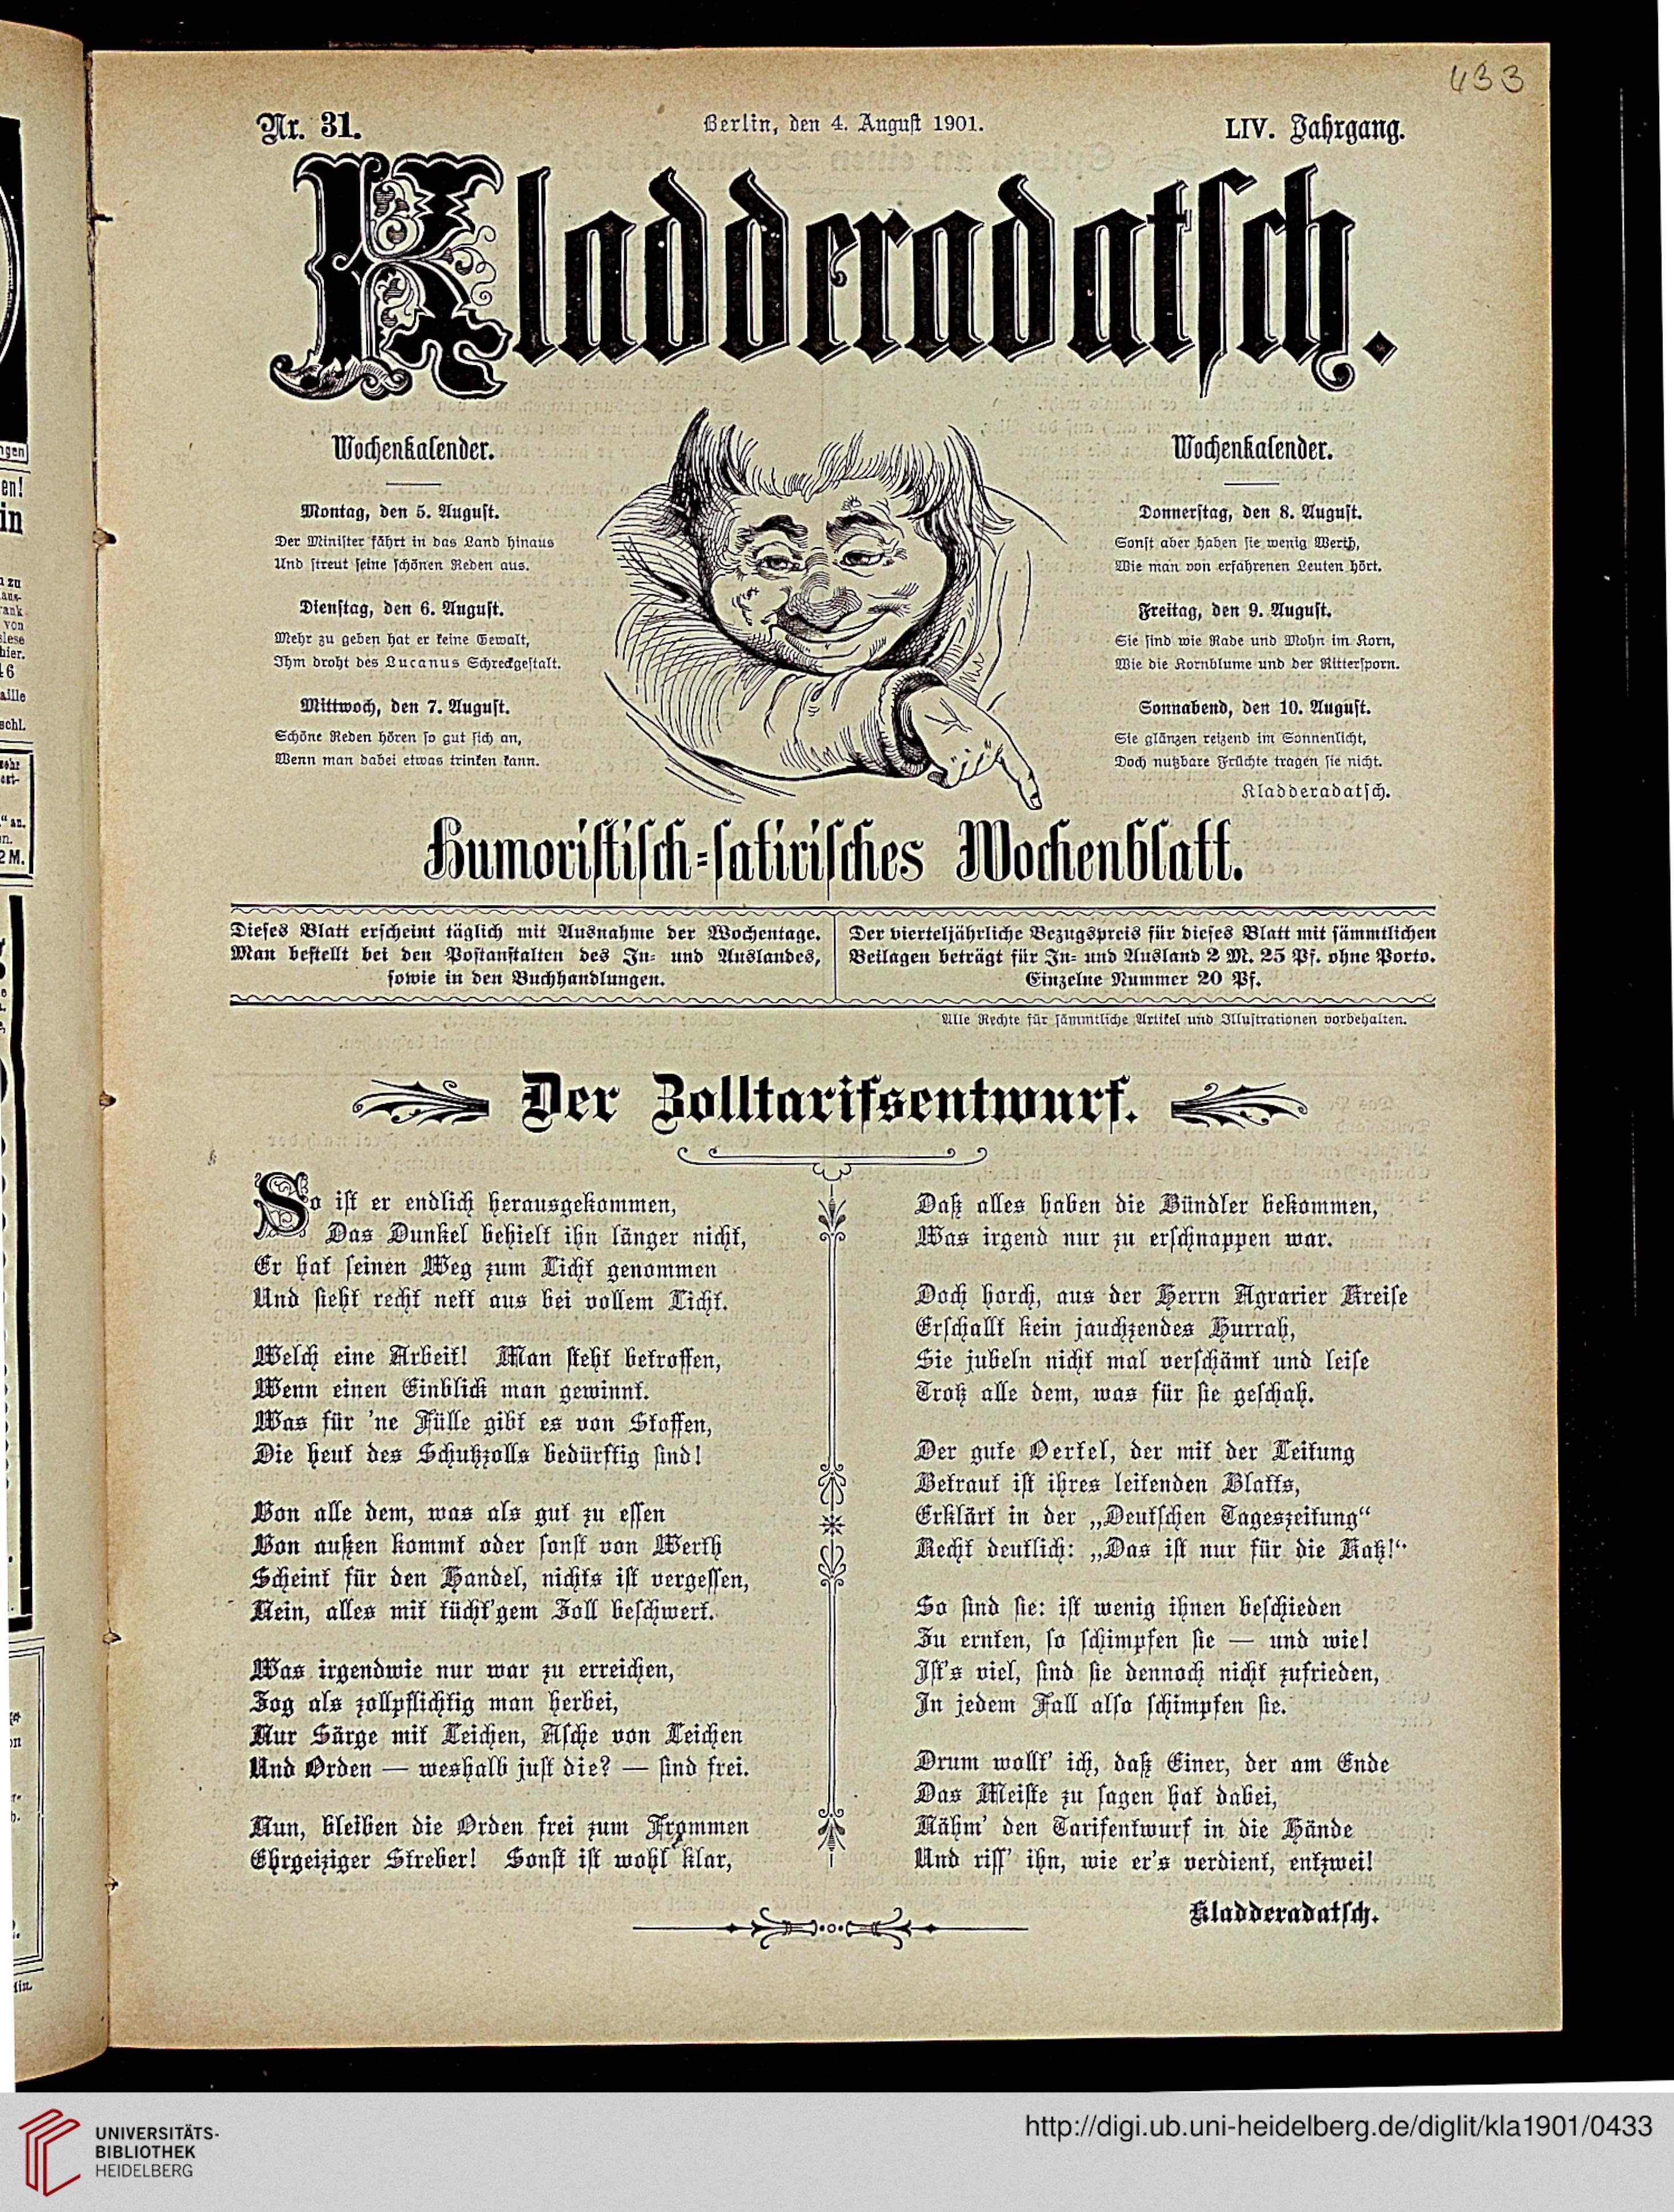 433
Nr. 31.
Berlin, den 4. August 1901.
LIV. Jahrgang.
Kladderadatsch.
Wochenkalender.
Montag, den 5. August.
Der Minister fährt in das Land hinaus
Und streut seine schönen Reden aus.
Dienstag, den 6. August.
Mehr zu geben hat er keine Gewalt,
Ihm droht des Lucanus Schreckgestalt.
Mittwoch, den 7. August.
Schöne Reden hören so gut sich an,
Wenn man dabei etwas trinken kann.
Wochenkalender.
Donnerstag, den 8. August.
Sonst aber haben sie wenig Werth,
Wie man von erfahrenen Leuten hört.
Freitag, den 9. August.
Sie sind wie Rade und Mohn im Korn,
Wie die Kornblume und der Rittersporn.
Sonnabend, den 10. August.
Sie glänzen reizend im Sonnenlicht,
Doch nutzbare Früchte tragen sie nicht.
Kladderadatsch.
Humoristisch-satirisches Wochenblatt.
Dieses Blatt erscheint täglich mit Ausnahme der Wochentage.
Man bestellt bei den Postanstalten des In- und Auslandes,
sowie in den Buchhandlungen.
Der vierteljährliche Bezugspreis für dieses Blatt mit sämmtlichen
Beilagen beträgt für In- und Ausland 2 M. 25 Pf. ohne Porto.
Einzelne Nummer 20 Pf.
Alle Rechte für sämmtliche Artikel und Illustrationen vorbehalten.
Der Zolltarifsentwurf.
So ist er endlich herausgekommen,
Das Dunkel behielt ihn länger nicht,
Er hat seinen Weg zum Licht genommen
Und sieht recht nett aus bei vollem Licht.
Welch eine Arbeit! Man steht betroffen,
Wenn einen Einblick man gewinnt.
Was für 'ne Fülle gibt es von Stoffen,
Die heut des Schutzzolls bedürftig sind!
Von alle dem, was als gut zu essen
Von außen kommt oder sonst von Werth
Scheint für den Handel, nichts ist vergessen,
Nein, alles mit tücht'gem Zoll beschwert.
Was irgendwie nur war zu erreichen,
Zog als zollpflichtig man herbei,
Nur Särge mit Leichen, Asche von Leichen
Und Orden — weshalb just die? — sind frei.
Nun, bleiben die Orden frei zum Frommen
Ehrgeiziger Streber! Sonst ist wohl klar,
Daß alles haben die Bündler bekommen,
Was irgend nur zu erschnappen war.
Doch horch, aus der Herrn Agrarier Kreise
Erschallt kein jauchzendes Hurrah,
Sie jubeln nicht mal verschämt und leise
Trotz alle dem, was für sie geschah.
Der gute Oertel, der mit der Leitung
Betraut ist ihres leitenden Blatts,
Erklärt in der „Deutschen Tageszeitung“
Recht deutlich: „Das ist nur für die Katz!“
So sind sie: ist wenig ihnen beschieden
Zu ernten, so schimpfen sie — und wie!
Ist's viel, sind sie dennoch nicht zufrieden,
In jedem Fall also schimpfen sie.
Drum wollt' ich, daß Einer, der am Ende
Das Meiste zu sagen hat dabei,
Nähm' den Tarifentwurf in die Hände
Und riss' ihn, wie er's verdient, entzwei!
Kladderadatsch.
UNIVERSITÄTS-
BIBLIOTHEK
HEIDELBERG
http://digi.ub.uni-heidelberg.de/diglit/kla1901/0433